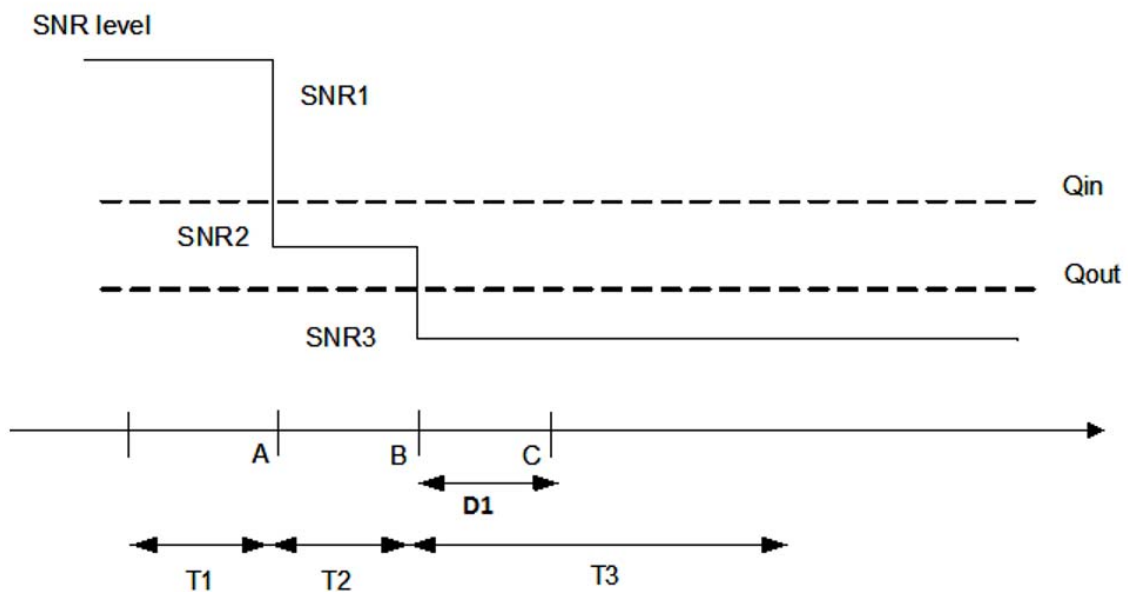 SNR level
SNR1
Qin
SNR2
Qout
SNR3
A B C
D1
T1 T2 T3